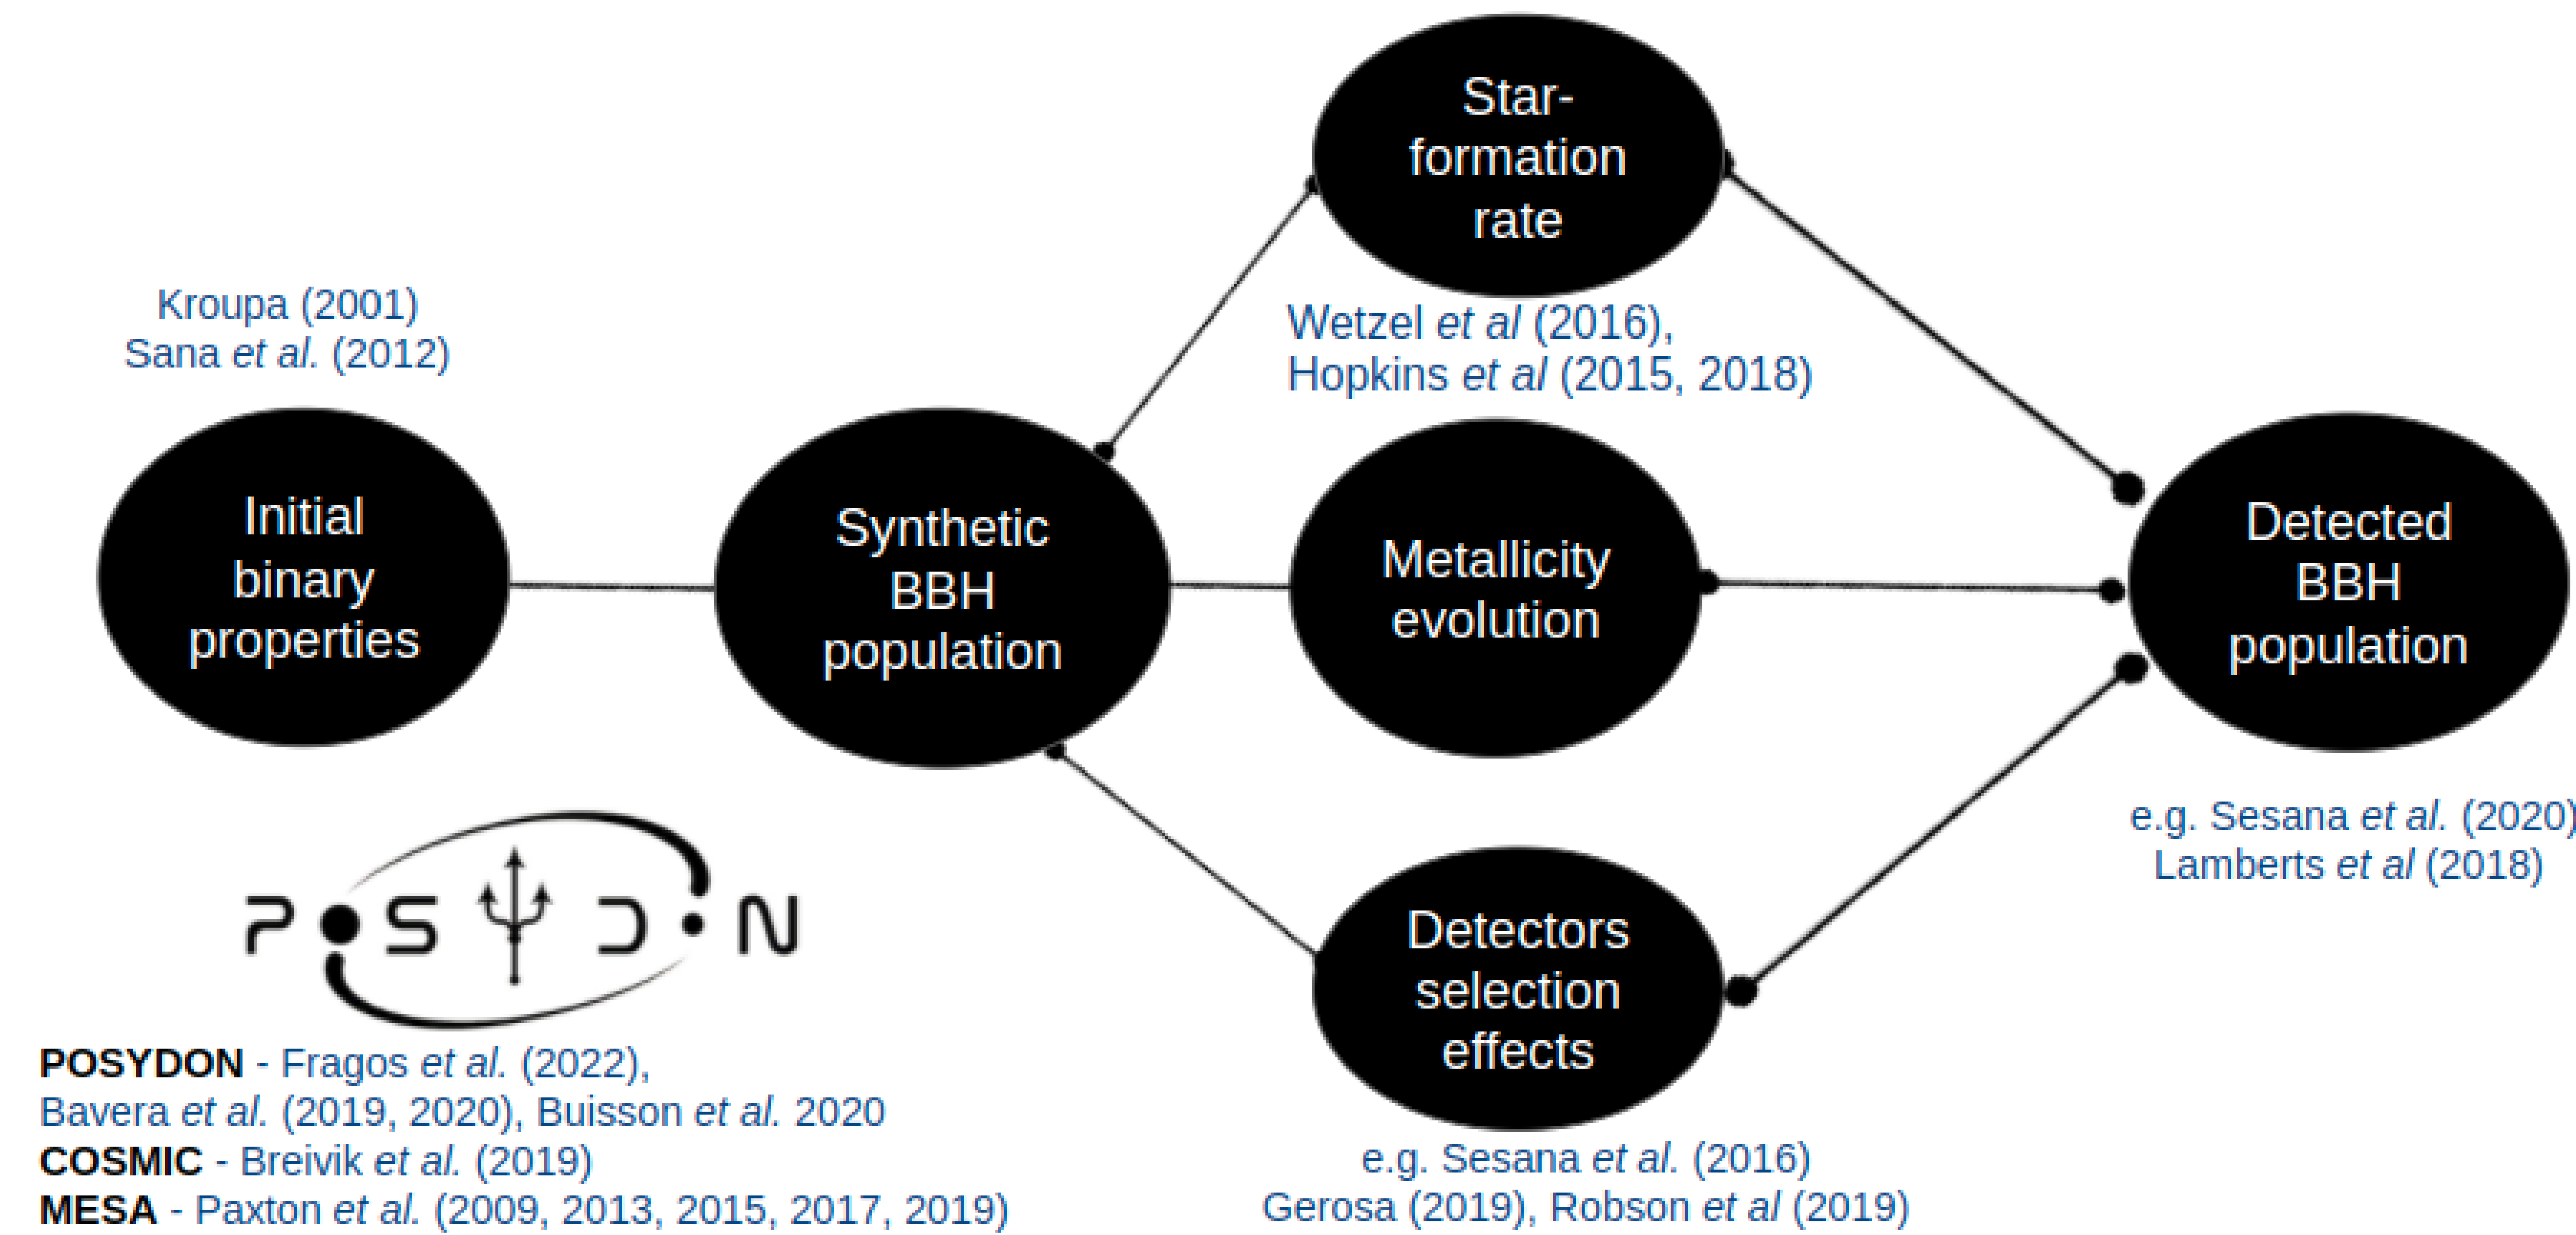 Star-
formation
rate
Kroupa (2001)
Sana et al. (2012)
Wetzel et al (2016),
Hopkins et al (2015, 2018)
Initial
binary
properties
Synthetic
BBH
population
Metallicity
evolution
Detected
BBH
population
e.g. Sesana et al. (2020)
Lamberts et al (2018)
POSYDON
Detectors
selection
effects
POSYDON - Fragos et al. (2022),
Bavera et al. (2019, 2020), Buisson et al. 2020
COSMIC - Breivik et al. (2019)
MESA - Paxton et al. (2009, 2013, 2015, 2017, 2019)
e.g. Sesana et al. (2016)
Gerosa (2019), Robson et al (2019)